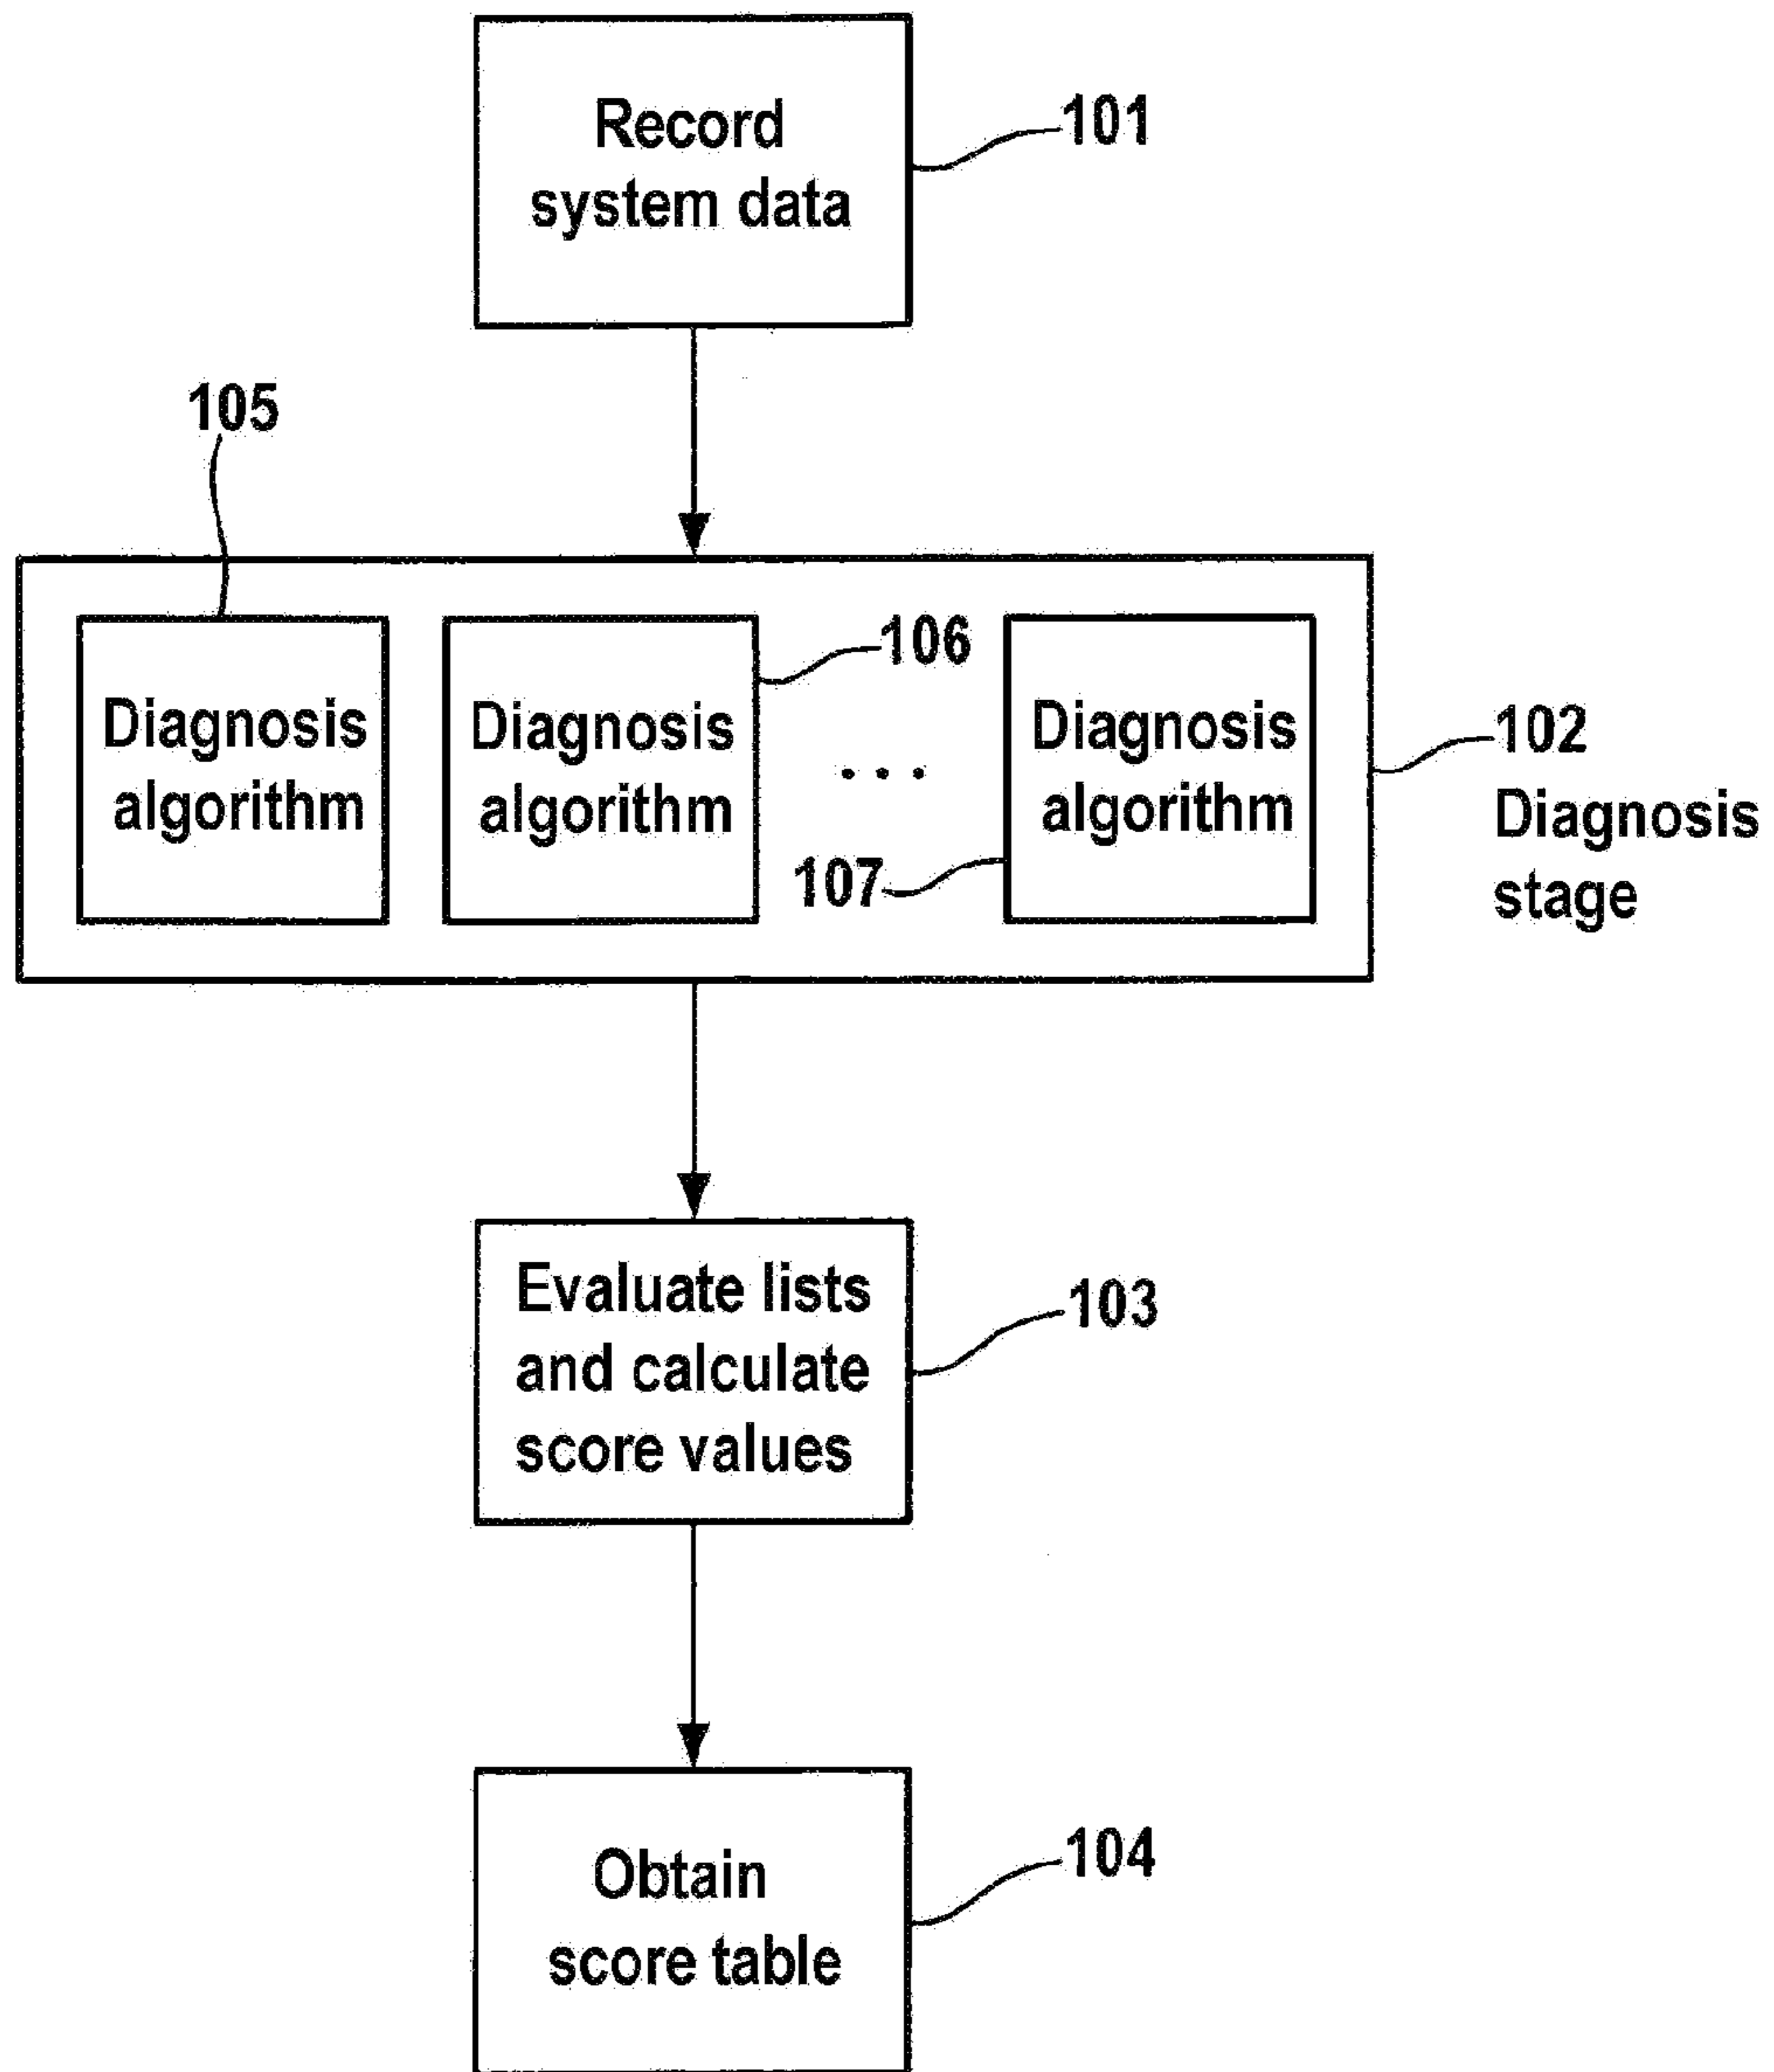 Record
system data
101
105
Diagnosis
algorithm
Diagnosis
algorithm
106
. . .
Diagnosis
algorithm
107
102
Diagnosis
stage
Evaluate lists
and calculate
score values
103
Obtain
score table
104